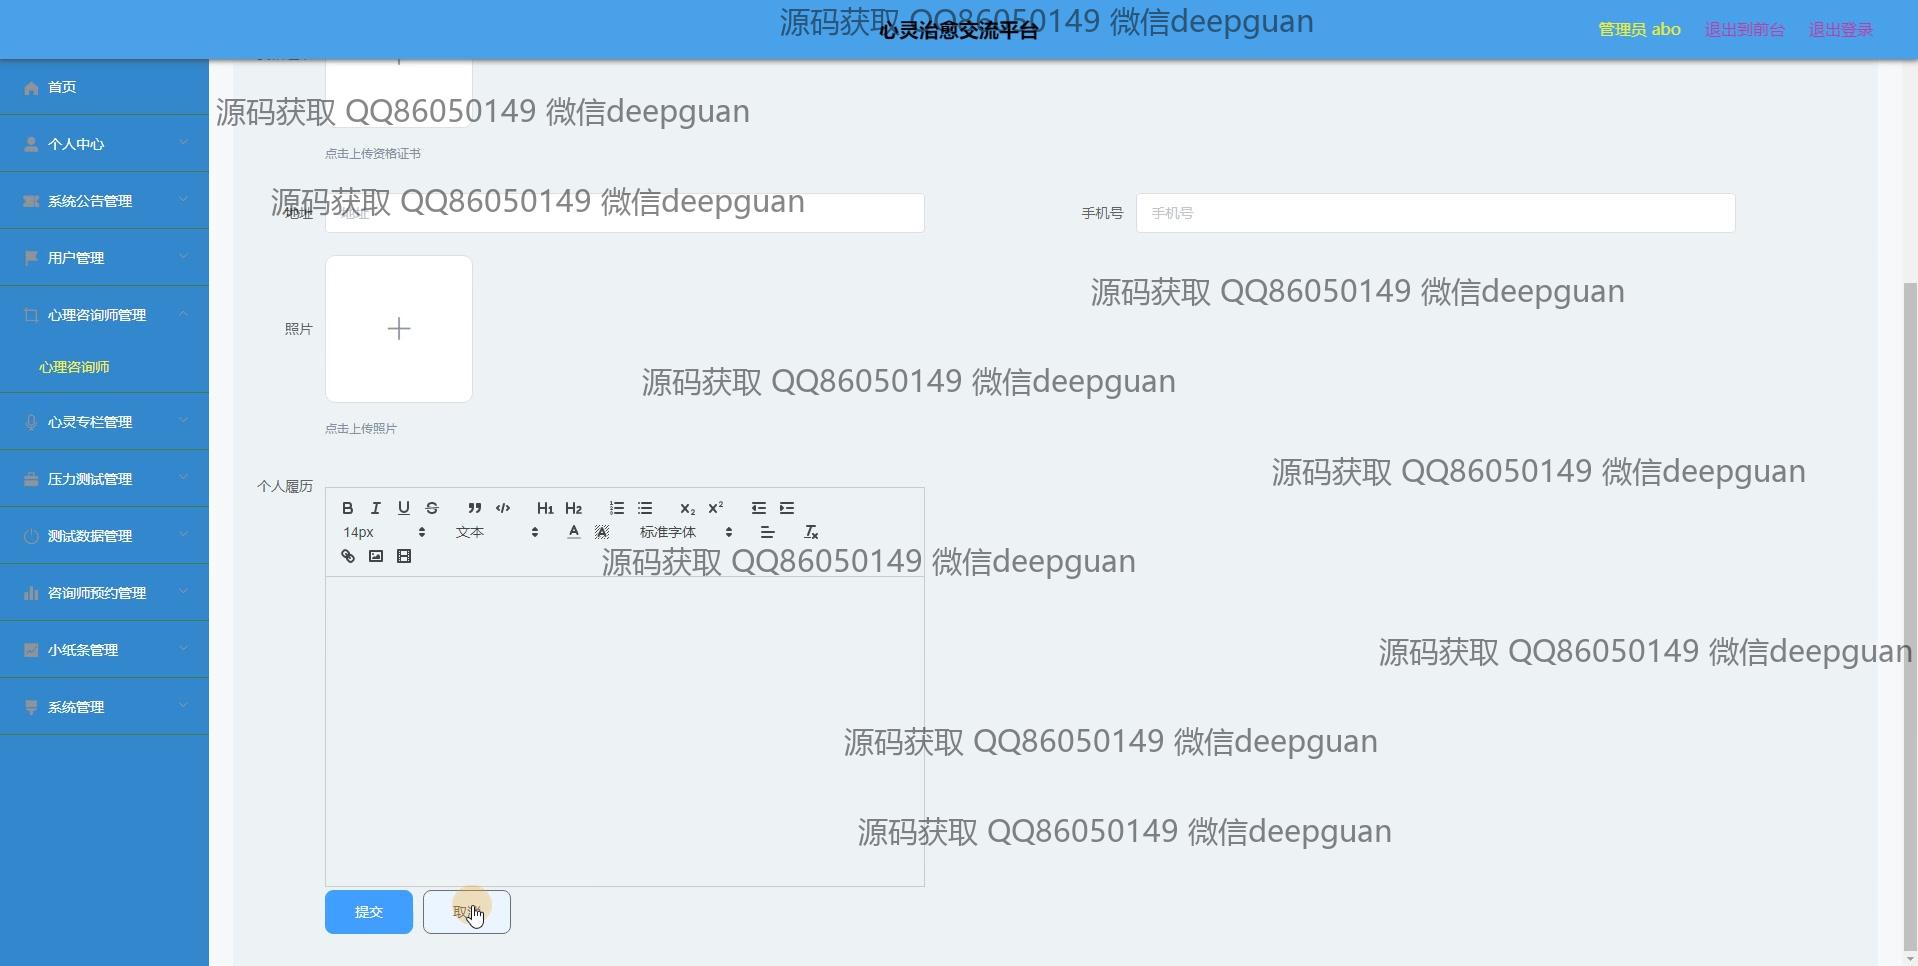 源码获取 QQ86050149 微信deepguan
心灵治愈交流平台
管理员 abo
退出到前台
退出登录
首页
个人中心
系统公告管理
用户管理
心理咨询师管理
心理咨询师
心灵专栏管理
压力测试管理
测试数据管理
咨询师预约管理
小纸条管理
系统管理
源码获取 QQ86050149 微信deepguan
点击上传资格证书
源码获取 QQ86050149 微信deepguan
地址
地址
手机号
手机号
源码获取 QQ86050149 微信deepguan
照片
源码获取 QQ86050149 微信deepguan
点击上传照片
源码获取 QQ86050149 微信deepguan
个人履历
B I U S H1 H2 X2 X2
14px 文本 A A 标准字体 Tx
源码获取 QQ86050149 微信deepguan
源码获取 QQ86050149 微信deepguan
源码获取 QQ86050149 微信deepguan
源码获取 QQ86050149 微信deepguan
提交